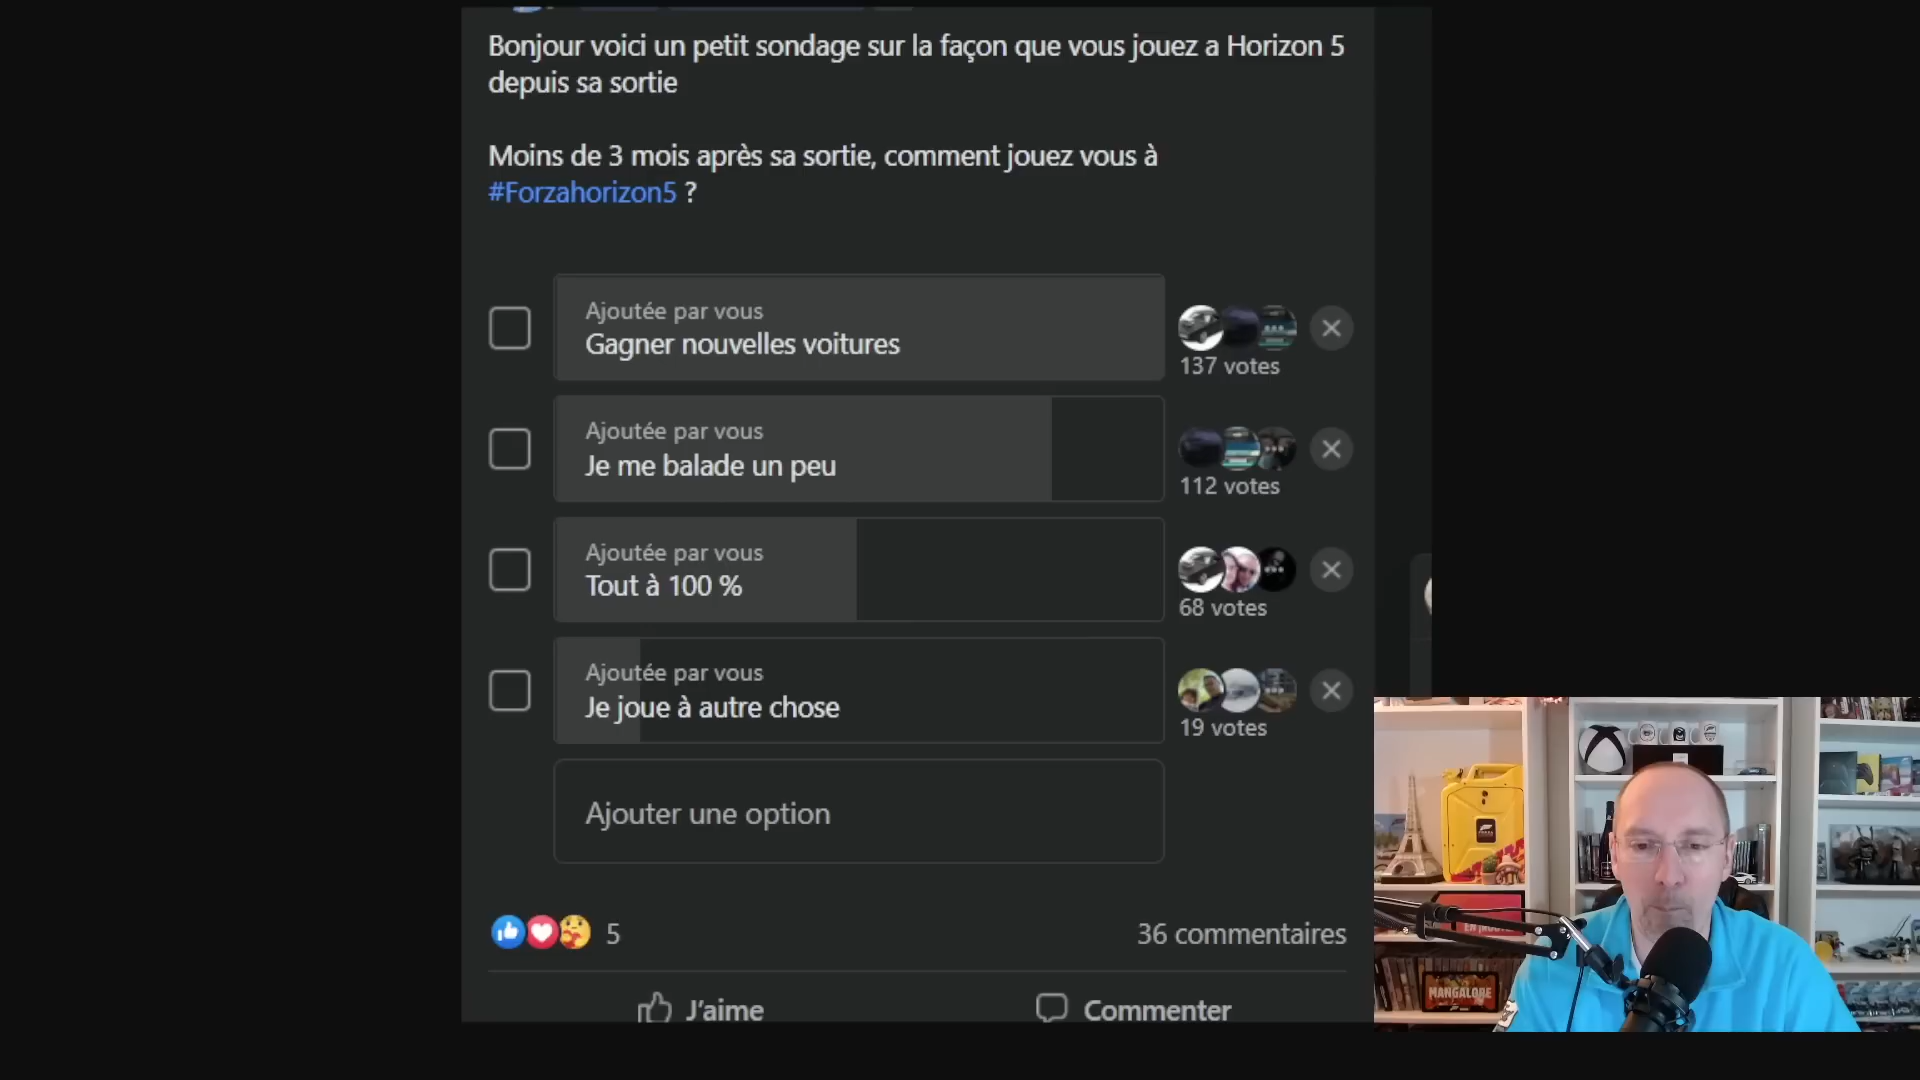 Bonjour voici un petit sondage sur la façon que vous jouez a Horizon 5
depuis sa sortie
Moins de 3 mois après sa sortie, comment jouez vous à
#Forzahorizon5 ?
Ajoutée par vous
Gagner nouvelles voitures
137 votes
Ajoutée par vous
Je me balade un peu
112 votes
Ajoutée par vous
Tout à 100 %
68 votes
Ajoutée par vous
Je joue à autre chose
19 votes
Ajouter une option
5
36 commentaires
J'aime
Commenter
MANGALORE